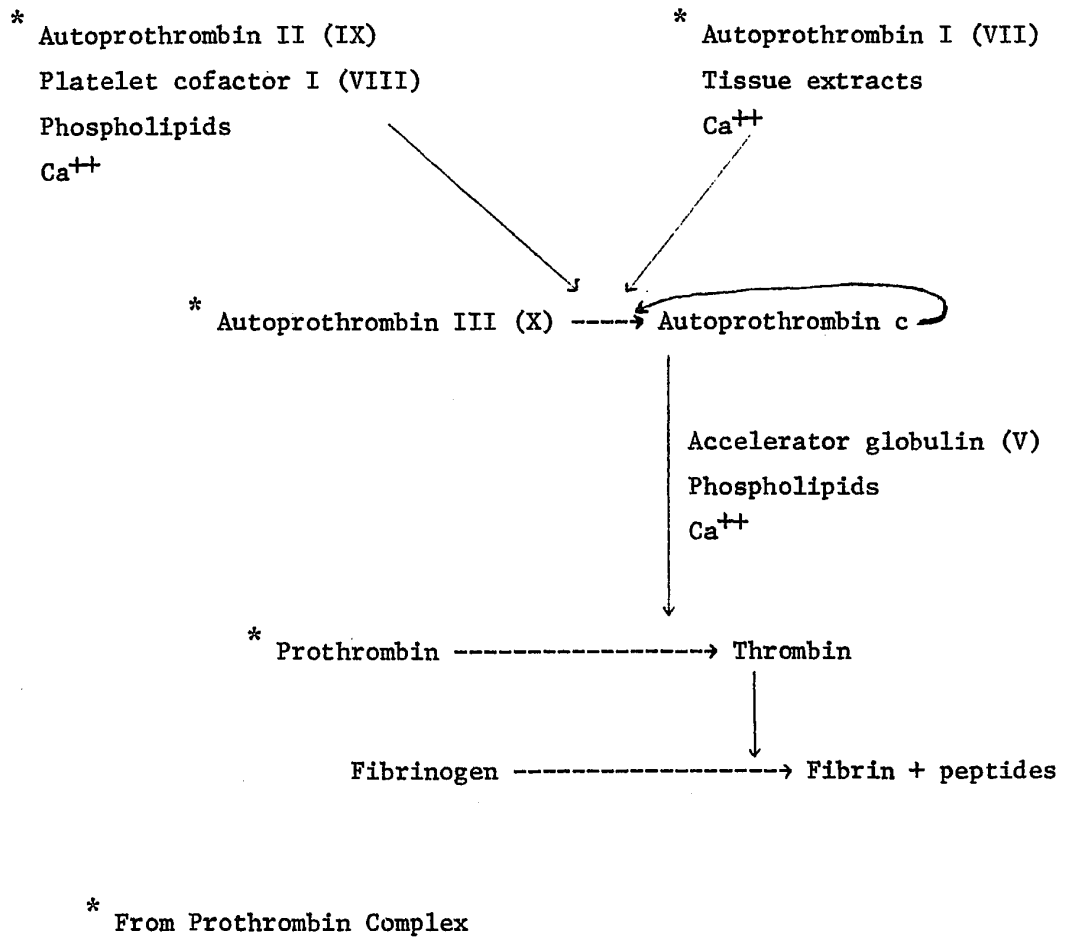 * Autoprothrombin II (IX)
Platelet cofactor I (VIII)
Phospholipids
Ca++
* Autoprothrombin I (VII)
Tissue extracts
Ca++
* Autoprothrombin III (X) -----> Autoprothrombin c
Accelerator globulin (V)
Phospholipids
Ca++
* Prothrombin ------------------> Thrombin
Fibrinogen -------------------> Fibrin + peptides
* From Prothrombin Complex